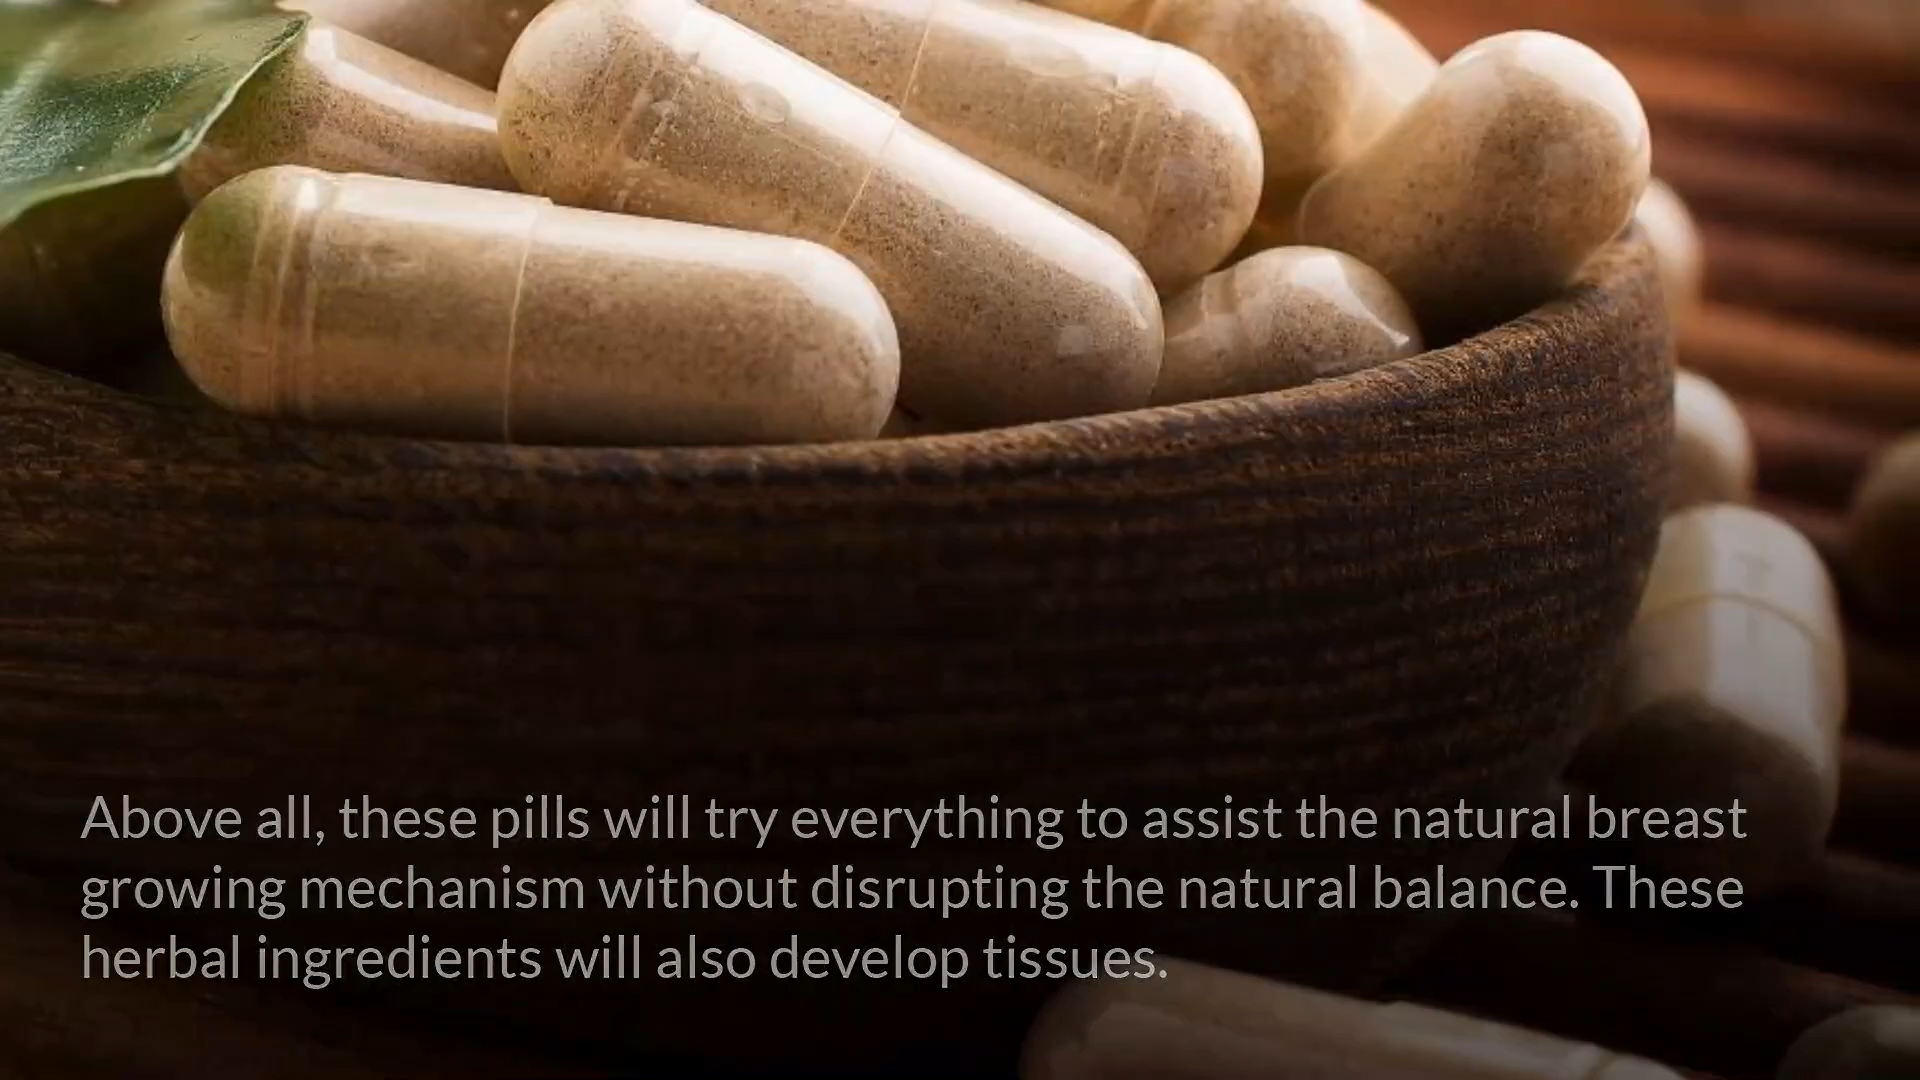 Above all, these pills will try everything to assist the natural breast
growing mechanism without disrupting the natural balance. These
herbal ingredients will also develop tissues.